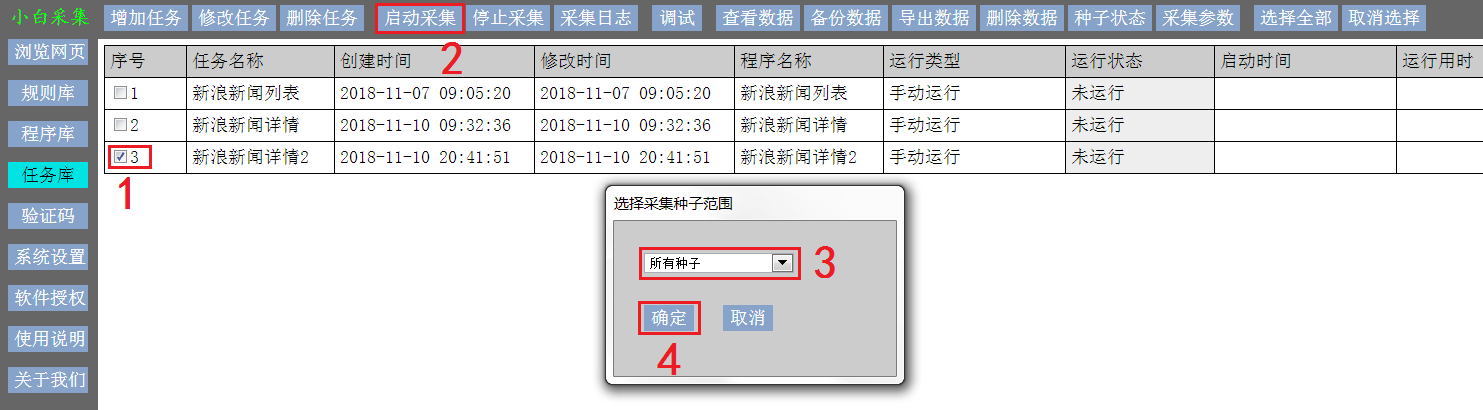 小白采集 增加任务 修改任务 删除任务 启动采集 停止采集 采集日志 调试 查看数据 备份数据 导出数据 删除数据 种子状态 采集参数 选择全部 取消选择
浏览网页
规则库
程序库
任务库
验证码
系统设置
软件授权
使用说明
关于我们
序号 任务名称 创建时间 修改时间 程序名称 运行类型 运行状态 启动时间 运行用时
2
1 新浪新闻列表 2018-11-07 09:05:20 2018-11-07 09:05:20 新浪新闻列表 手动运行 未运行
2 新浪新闻详情 2018-11-10 09:32:36 2018-11-10 09:32:36 新浪新闻详情 手动运行 未运行
3 新浪新闻详情2 2018-11-10 20:41:51 2018-11-10 20:41:51 新浪新闻详情2 手动运行 未运行
1
选择采集种子范围
所有种子 3
确定 取消
4